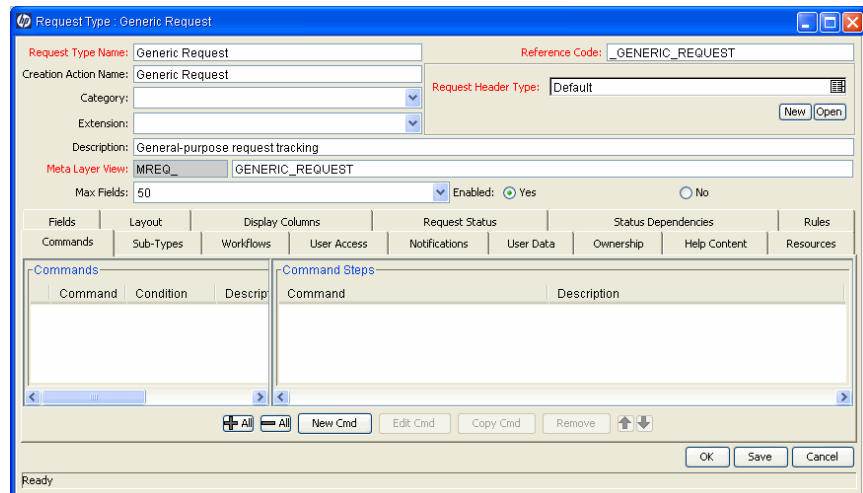 hp Request Type : Generic Request
Request Type Name: Generic Request Reference Code: _GENERIC_REQUEST
Creation Action Name: Generic Request
Request Header Type: Default
Category:
New Open
Extension:
Description: General-purpose request tracking
Meta Layer View: MREQ_ GENERIC_REQUEST
Max Fields: 50 Enabled: Yes No
Fields Layout Display Columns Request Status Status Dependencies Rules
Commands Sub-Types Workflows User Access Notifications User Data Ownership Help Content Resources
Commands Command Steps
Command Condition Descript Command Description
All All New Cmd Edit Cmd Copy Cmd Remove
OK Save Cancel
Ready